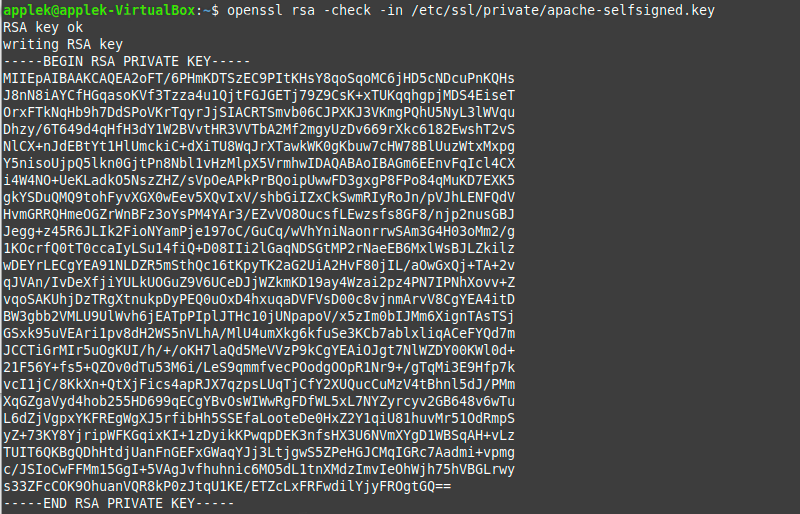 applek@applek-VirtualBox:~$ openssl rsa -check -in /etc/ssl/private/apache-selfsigned.key
RSA key ok
writing RSA key
-----BEGIN RSA PRIVATE KEY-----
MIIEpAIBAAKCAQEA2oFT/6PHmKDTSzEC9PItKHsY8qoSqoMC6jHD5cNDcuPnKQHs
J8nN8iAYCfHGqasoKVf3Tzza4u1QjtFGJGETj79Z9CsK+xTUKqqhgpjMDS4EiseT
OrxFTkNqHb9h7DdSPoVKrTqyrJjSIACRTSmvb06CJPXKJ3VKmgPQhU5NyL3lWVqu
Dhzy/6T649d4qHfH3dY1W2BVvtHR3VVTbA2Mf2mgyUzDv669rXkc6182EwshT2vS
NlCX+nJdEBtYt1HlUmckiC+dXiTU8WqJrXTawkWK0gKbuw7cHW78BlUuzWtxMxpg
Y5nisoUjpQ5lkn0GjtPn8Nbl1vHzMlpX5VrmhwIDAQABAoIBAGm6EEnvFqIcl4CX
i4W4NO+UeKLadkO5NszZHZ/sVpOeAPkPrBQoipUwwFD3gxgP8FPo84qMuKD7EXK5
gkYSDuQMQ9tohFyvXGX0wEev5XQvIxV/shbGiIZxCkSwmRIyRoJn/pVJhLENFQdV
HvmGRRQHmeOGZrWnBFz3oYsPM4YAr3/EZvVO8OucsfLEwzsfs8GF8/njp2nusGBJ
Jegg+z45R6JLIk2FioNYamPje197oC/GuCq/wVhYniNaonrrwSAm3G4H03oMm2/g
1KOcrfQ0tT0ccaIyLSu14fiQ+D08IIi2lGaqNDSGtMP2rNaeEB6MxlWsBJLZkilz
wDEYrLECgYEA91NLDZR5mSthQc16tKpyTK2aG2UiA2HvF80jIL/aOwGxQj+TA+2v
qJVAn/IvDeXfjiYULkUOGuZ9V6UCeDJjWZkmKD19ay4Wzai2pz4PN7IPNhXovv+Z
vqoSAKUhjDzTRgXtnukpDyPEQ0uOxD4hxuqaDVFVsD00c8vjnmArvV8CgYEA4itD
BW3gbb2VMLU9UlWvh6jEATpPIplJTHc10jUNpapoV/x5zIm0bIJMm6XignTAsTSj
GSxk95uVEAri1pv8dH2WS5nVLhA/MlU4umXkg6kfuSe3KCb7ablxliqACeFYQd7m
JCCTiGrMIr5uOgKUI/h/+/oKH7laQd5MeVVzP9kCgYEAiOJgt7NlWZDY00KWl0d+
21F56Y+fs5+QZOv0dTu53M6i/LeS9qmmfvecPOodgOOpR1Nr9+/gTqMi3E9Hfp7k
vcI1jC/8KkXn+QtXjFics4apRJX7qzpsLUqTjCfY2XUQucCuMzV4tBhnl5dJ/PMm
XqGZgaVyd4hob255HD699qECgYBvOsWIWwRgFDfWL5xL7NYZyrcyv2GB648v6wTu
L6dZjVgpxYKFREgWgXJ5rfibHh5SSEfaLooteDe0HxZ2Y1qiU81huvMr51OdRmpS
yZ+73KY8YjripWFKGqixKI+1zDyikKPwqpDEK3nfsHX3U6NVmXYgD1WBSqAH+vLz
TUIT6QKBgQDhHtdjUanFnGEFxGWaqYJj3LtjgwS5ZPeHGJCMqIGRc7Aadmi+vpmg
c/JSIoCwFFMm15GgI+5VAgJvfhuhnic6MO5dL1tnXMdzImvIeOhWjh75hVBGLrwy
s33ZFcCOK9OhuanVQR8kP0zJtqU1KE/ETZcLxFRFwdilYjyFROgtGQ==
-----END RSA PRIVATE KEY-----